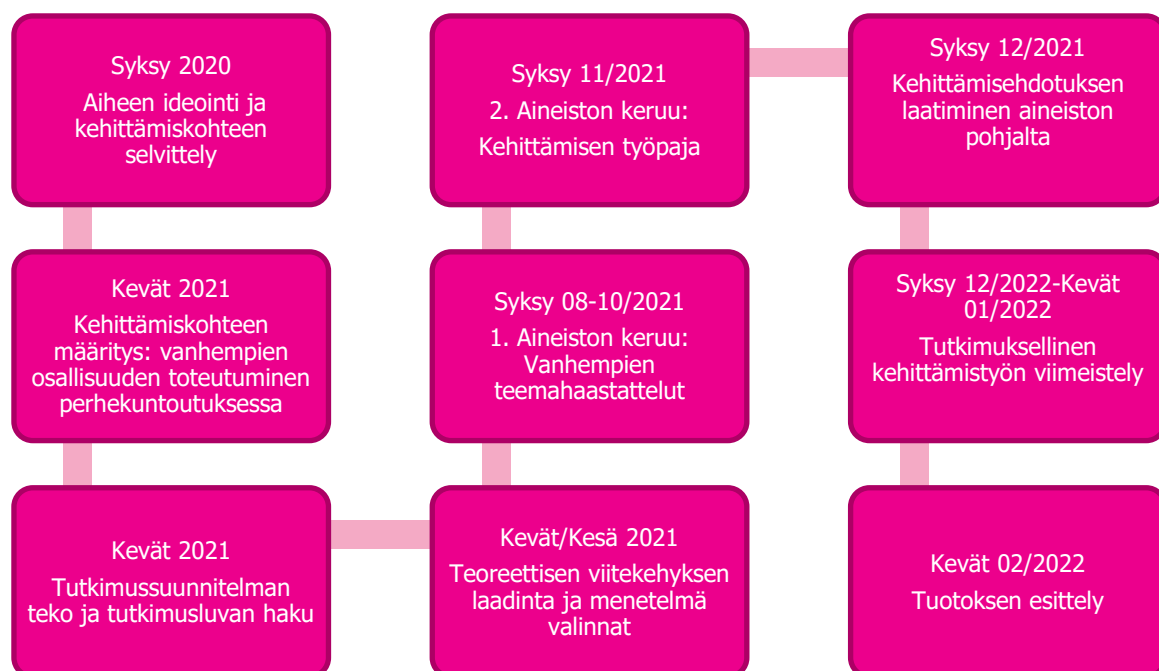 Syksy 2020
Aiheen ideointi ja
kehittämiskohteen
selvittely
Kevät 2021
Kehittämiskohteen
määritys: vanhempien
osallisuuden toteutuminen
perhekuntoutuksessa
Kevät 2021
Tutkimussuunnitelman
teko ja tutkimusluvan haku
Kevät/Kesä 2021
Teoreettisen viitekehyksen
laadinta ja menetelmä
valinnat
Syksy 08-10/2021
1. Aineiston keruu:
Vanhempien
teemahaastattelut
Syksy 11/2021
2. Aineiston keruu:
Kehittämisen työpaja
Syksy 12/2021
Kehittämisehdotuksen
laatiminen aineiston
pohjalta
Syksy 12/2022-Kevät
01/2022
Tutkimuksellinen
kehittämistyön viimeistely
Kevät 02/2022
Tuotoksen esittely